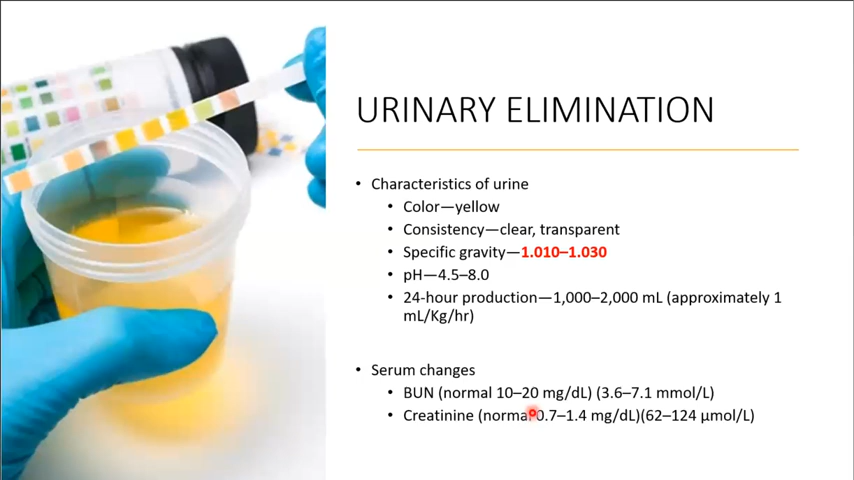 URINARY ELIMINATION
• Characteristics of urine
• Color—yellow
• Consistency—clear, transparent
• Specific gravity—1.010–1.030
• pH—4.5–8.0
• 24-hour production—1,000–2,000 mL (approximately 1
mL/Kg/hr)
• Serum changes
• BUN (normal 10–20 mg/dL) (3.6–7.1 mmol/L)
• Creatinine (normal 0.7–1.4 mg/dL)(62–124 µmol/L)